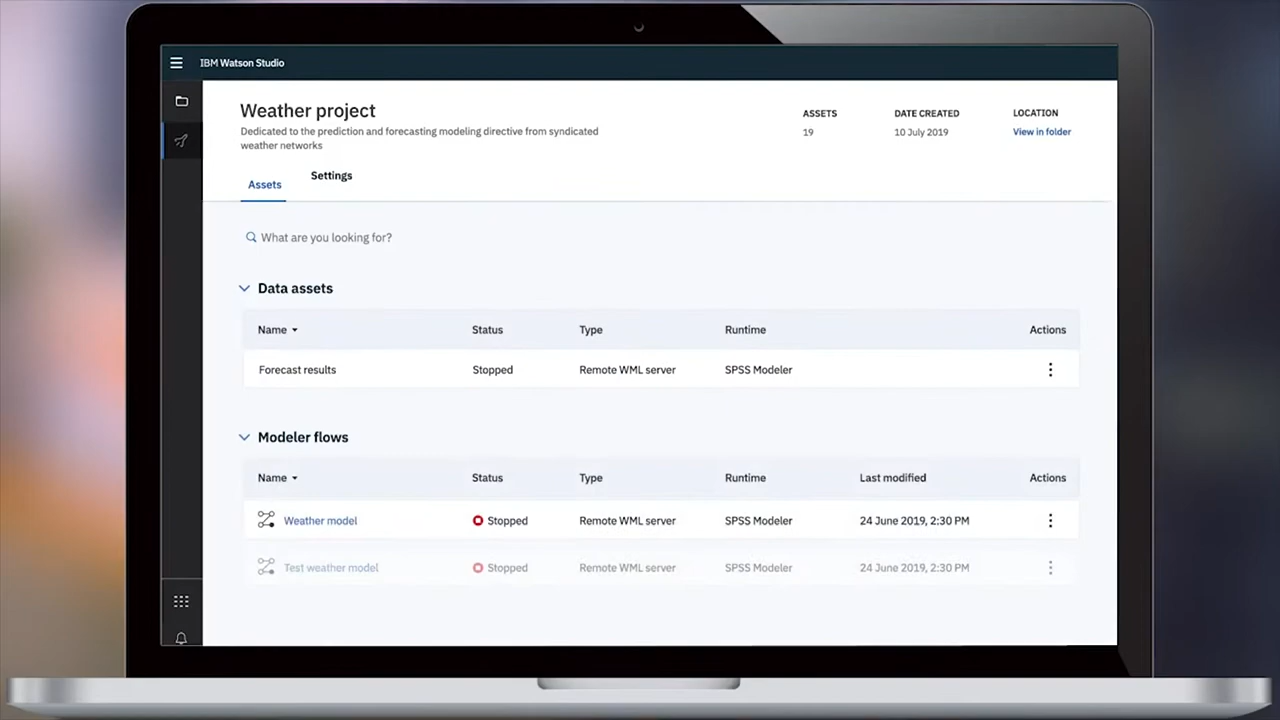 IBM Watson Studio
Weather project
Dedicated to the prediction and forecasting modeling directive from syndicated
weather networks
ASSETS
19
DATE CREATED
10 July 2019
LOCATION
View in folder
Assets
Settings
What are you looking for?
Data assets
Name Status Type Runtime Actions
Forecast results Stopped Remote WML server SPSS Modeler
Modeler flows
Name Status Type Runtime Last modified Actions
Weather model Stopped Remote WML server SPSS Modeler 24 June 2019, 2:30 PM
Test weather model Stopped Remote WML server SPSS Modeler 24 June 2019, 2:30 PM